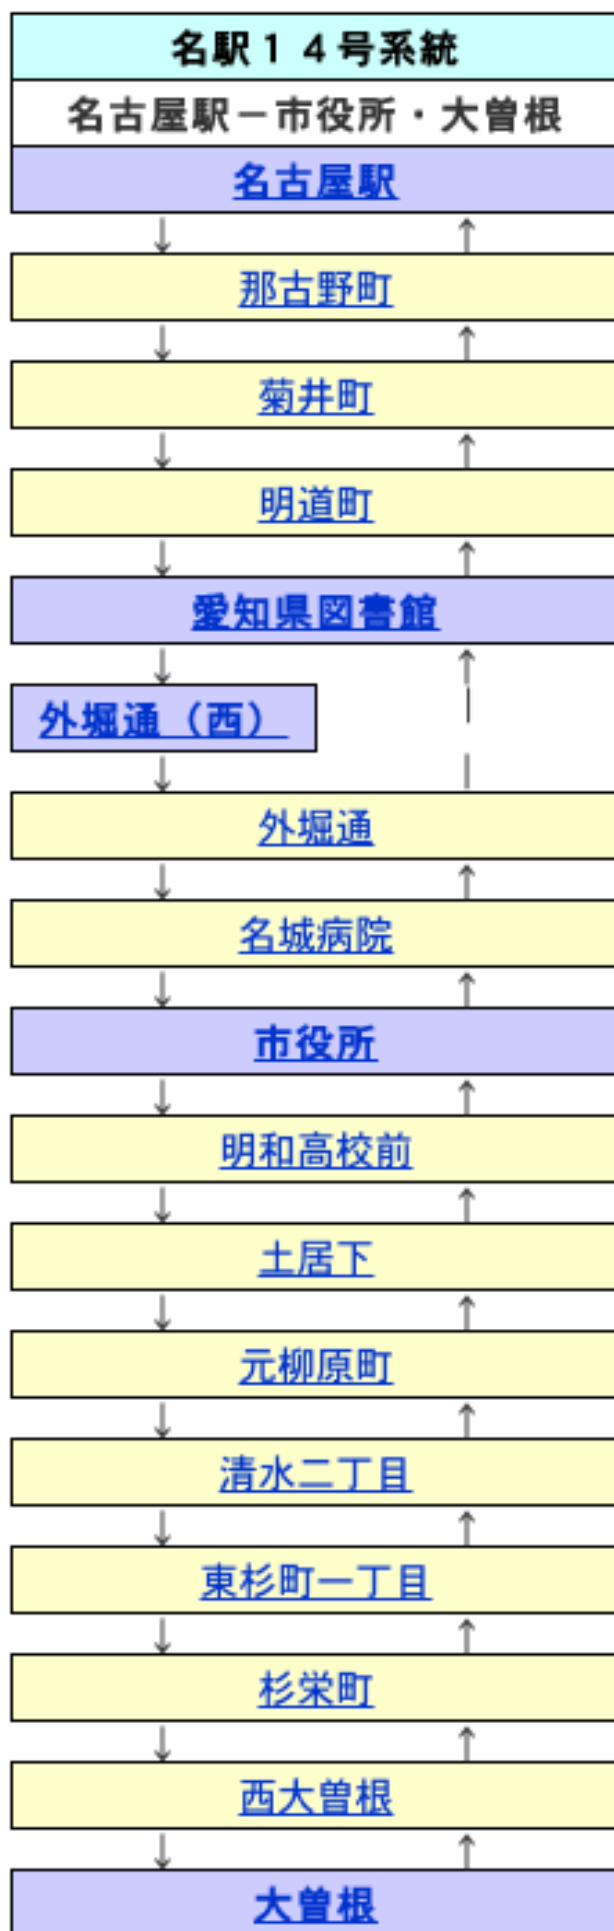 名駅１４号系統
名古屋駅－市役所・大曽根
名古屋駅
↓ ↑
那古野町
↓ ↑
菊井町
↓ ↑
明道町
↓ ↑
愛知県図書館
↓ ↑
外堀通（西） |
↓ |
外堀通
↓ ↑
名城病院
↓ ↑
市役所
↓ ↑
明和高校前
↓ ↑
土居下
↓ ↑
元柳原町
↓ ↑
清水二丁目
↓ ↑
東杉町一丁目
↓ ↑
杉栄町
↓ ↑
西大曽根
↓ ↑
大曽根